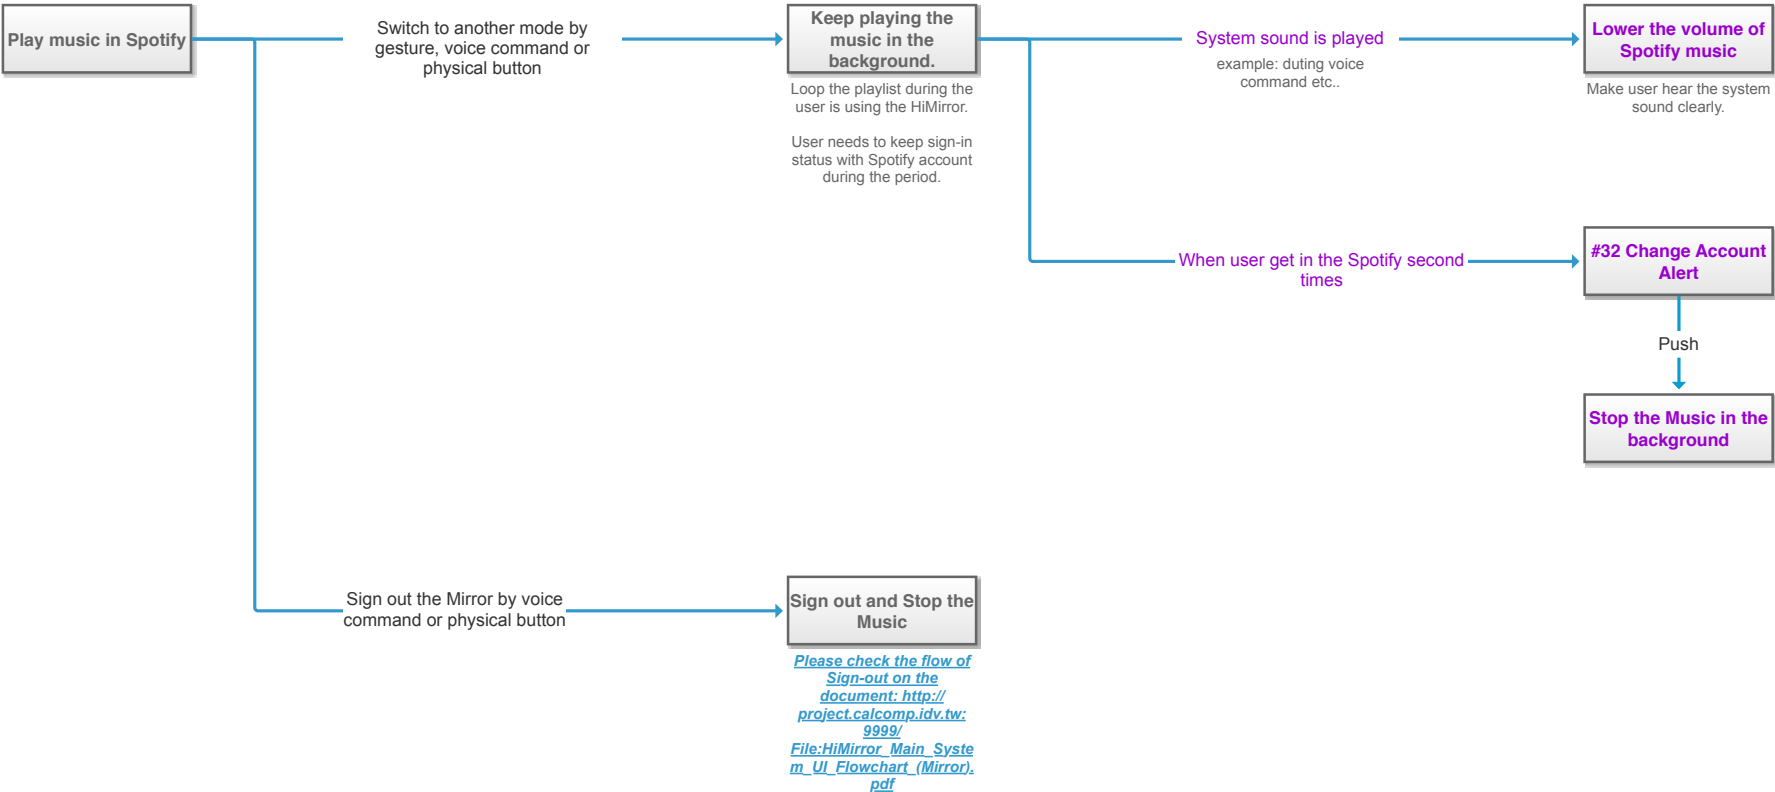 Play music in Spotify
Switch to another mode by
gesture, voice command or
physical button
Keep playing the
music in the
background.
Loop the playlist during the
user is using the HiMirror.
User needs to keep sign-in
status with Spotify account
during the period.
System sound is played
example: duting voice
command etc..
Lower the volume of
Spotify music
Make user hear the system
sound clearly.
When user get in the Spotify second
times
#32 Change Account
Alert
Push
Stop the Music in the
background
Sign out the Mirror by voice
command or physical button
Sign out and Stop the
Music
Please check the flow of
Sign-out on the
document: http://
project.calcomp.idv.tw:
9999/
File:HiMirror_Main_Syste
m_UI_Flowchart_(Mirror).
pdf